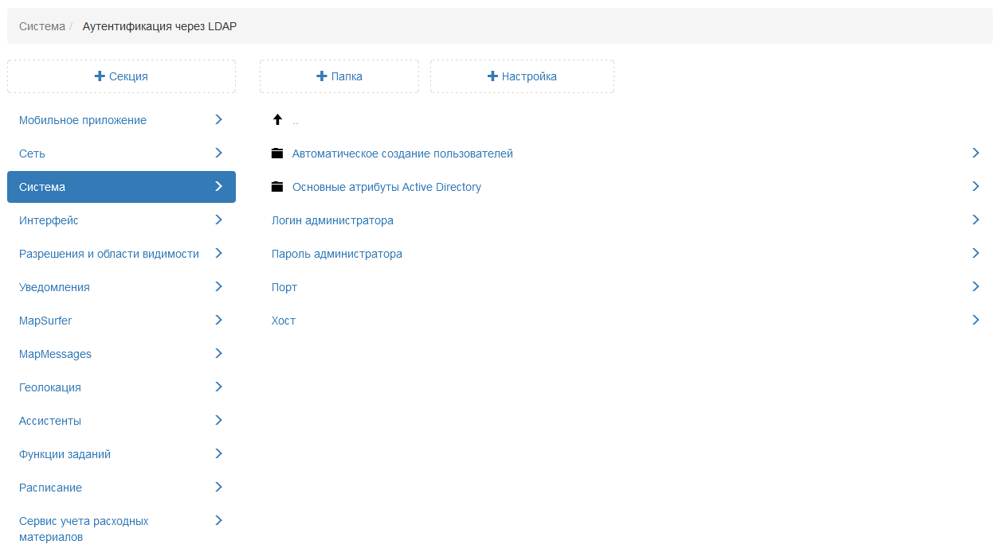 Система / Аутентификация через LDAP
Секция
Папка
Настройка
Мобильное приложение
Сеть
Система
Интерфейс
Разрешения и области видимости
Уведомления
MapSurfer
MapMessages
Геолокация
Ассистенты
Функции заданий
Расписание
Сервис учета расходных
материалов
..
Автоматическое создание пользователей
Основные атрибуты Active Directory
Логин администратора
Пароль администратора
Порт
Хост